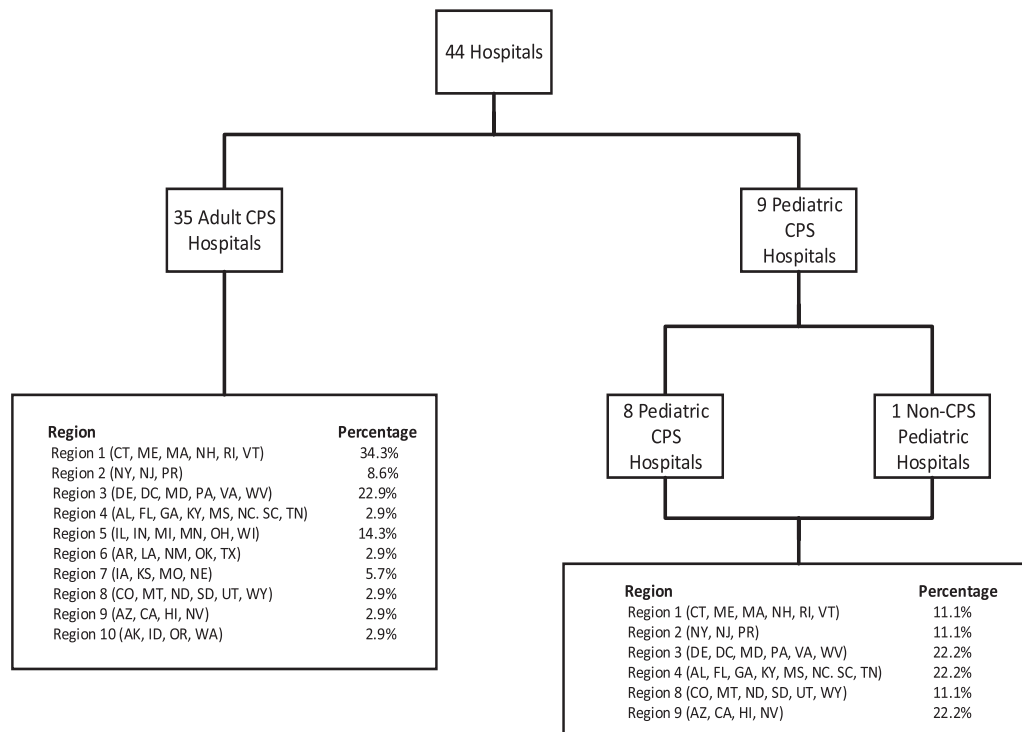 44 Hospitals
35 Adult CPS
Hospitals
9 Pediatric
CPS
Hospitals
8 Pediatric
CPS
Hospitals
1 Non-CPS
Pediatric
Hospitals
Region Percentage
Region 1 (CT, ME, MA, NH, RI, VT) 34.3%
Region 2 (NY, NJ, PR) 8.6%
Region 3 (DE, DC, MD, PA, VA, WV) 22.9%
Region 4 (AL, FL, GA, KY, MS, NC. SC, TN) 2.9%
Region 5 (IL, IN, MI, MN, OH, WI) 14.3%
Region 6 (AR, LA, NM, OK, TX) 2.9%
Region 7 (IA, KS, MO, NE) 5.7%
Region 8 (CO, MT, ND, SD, UT, WY) 2.9%
Region 9 (AZ, CA, HI, NV) 2.9%
Region 10 (AK, ID, OR, WA) 2.9%
Region Percentage
Region 1 (CT, ME, MA, NH, RI, VT) 11.1%
Region 2 (NY, NJ, PR) 11.1%
Region 3 (DE, DC, MD, PA, VA, WV) 22.2%
Region 4 (AL, FL, GA, KY, MS, NC. SC, TN) 22.2%
Region 8 (CO, MT, ND, SD, UT, WY) 11.1%
Region 9 (AZ, CA, HI, NV) 22.2%